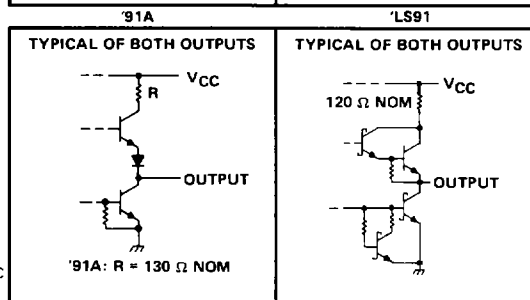 '91A
'LS91
TYPICAL OF BOTH OUTPUTS
VCC
R
OUTPUT
'91A: R = 130 Ω NOM
TYPICAL OF BOTH OUTPUTS
VCC
120 Ω NOM
OUTPUT